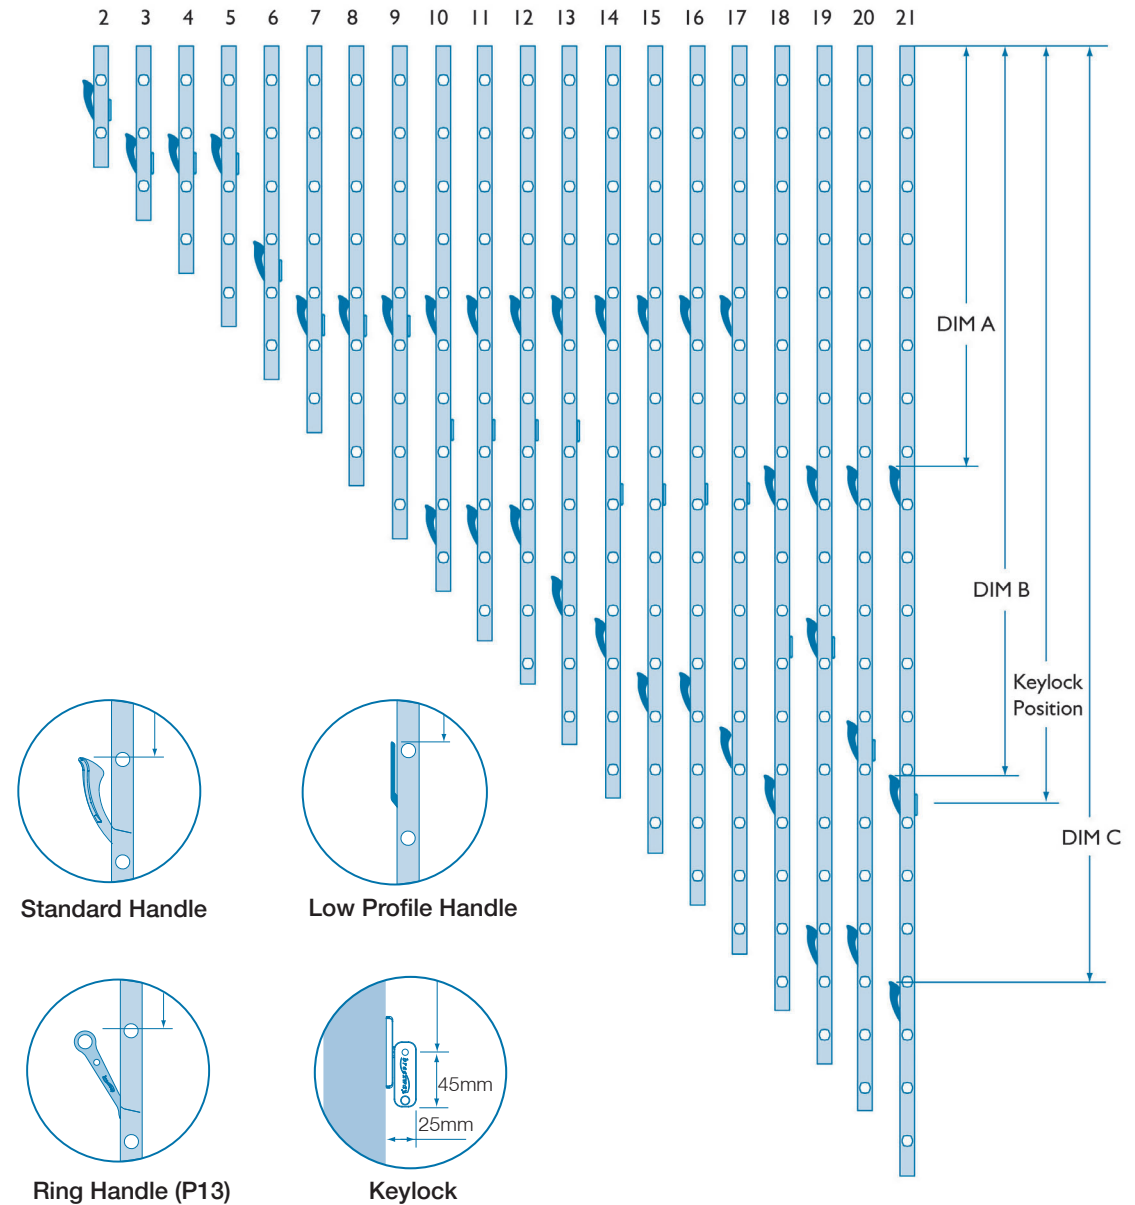 2 3 4 5 6 7 8 9 10 11 12 13 14 15 16 17 18 19 20 21
DIM A
DIM B
Keylock
Position
DIM C
Standard Handle
Low Profile Handle
45mm
25mm
Ring Handle (P13)
Keylock